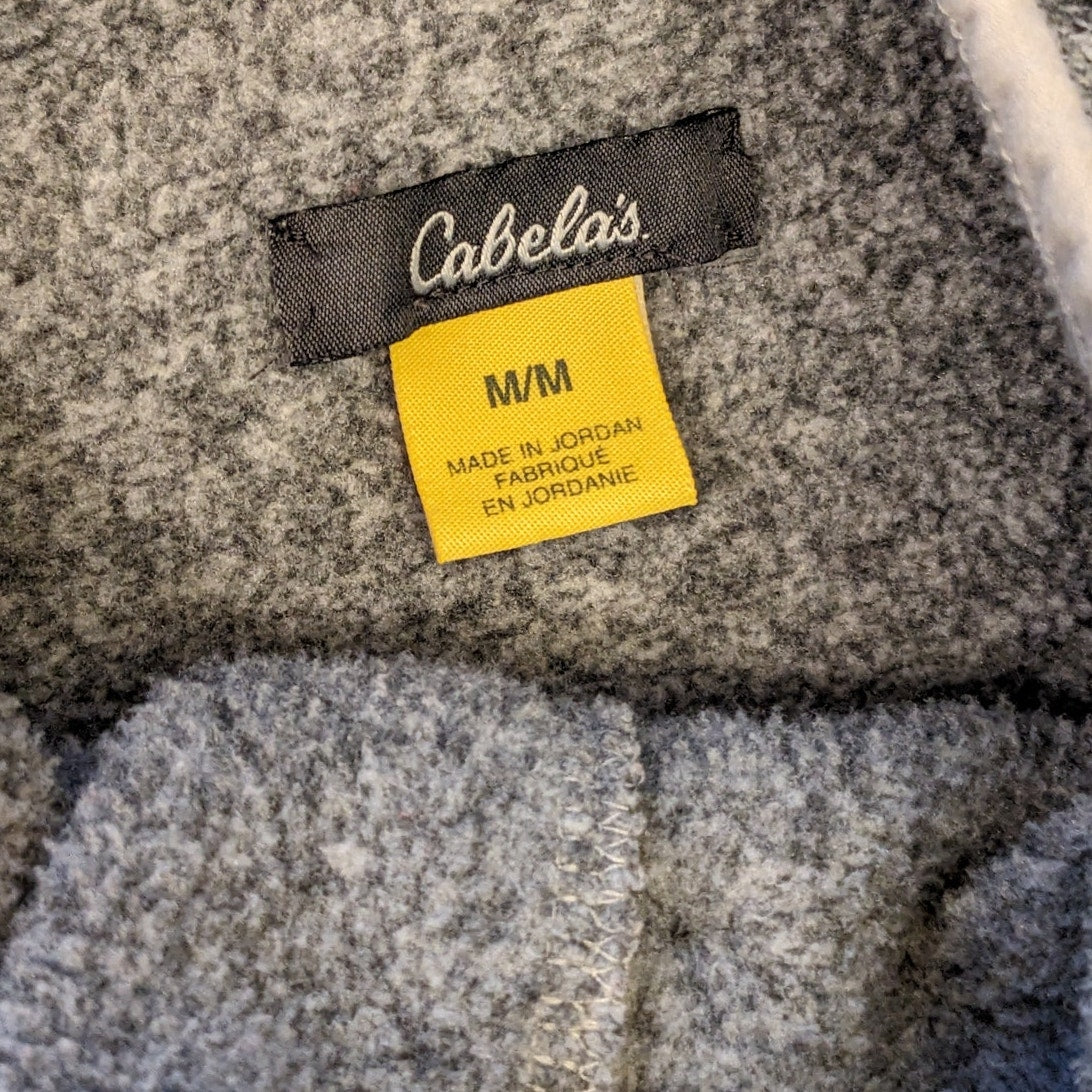 Cabela's.
M/M
MADE IN JORDAN
FABRIQUÉ
EN JORDANIE